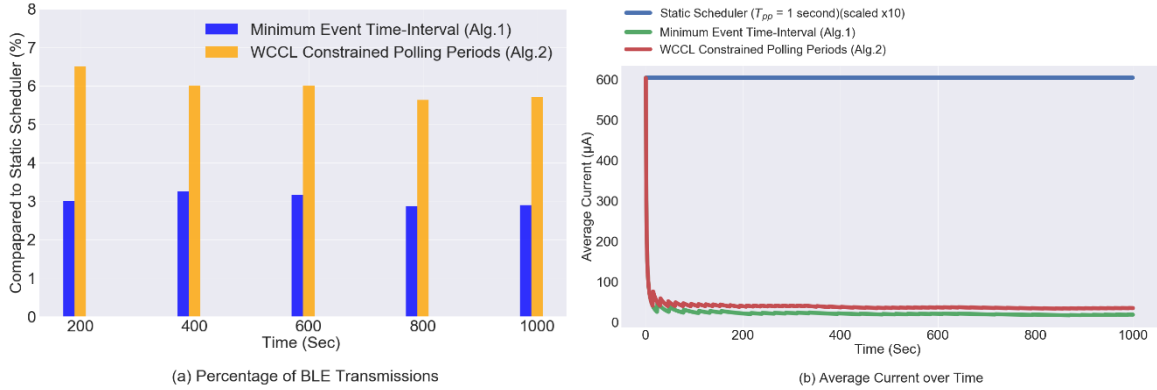 8
7
6
5
4
3
2
1
0
Compapared to Static Scheduler (%)
Minimum Event Time-Interval (Alg.1)
WCCL Constrained Polling Periods (Alg.2)
200 400 600 800 1000
Time (Sec)
(a) Percentage of BLE Transmissions
Static Scheduler (Tpp = 1 second)(scaled x10)
Minimum Event Time-Interval (Alg.1)
WCCL Constrained Polling Periods (Alg.2)
600
500
400
300
200
100
0
Average Current (µA)
0 200 400 600 800 1000
Time (Sec)
(b) Average Current over Time